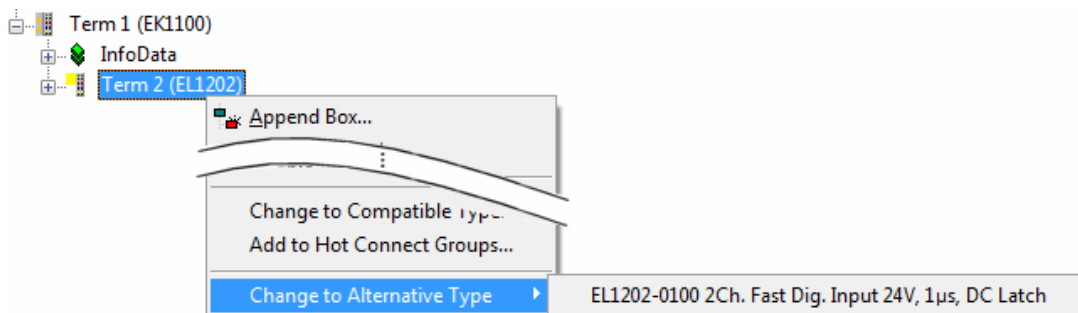 Term 1 (EK1100)
InfoData
Term 2 (EL1202)
Append Box...
Change to Compatible
Add to Hot Connect Groups...
Change to Alternative Type
EL1202-0100 2Ch. Fast Dig. Input 24V, 1µs, DC Latch